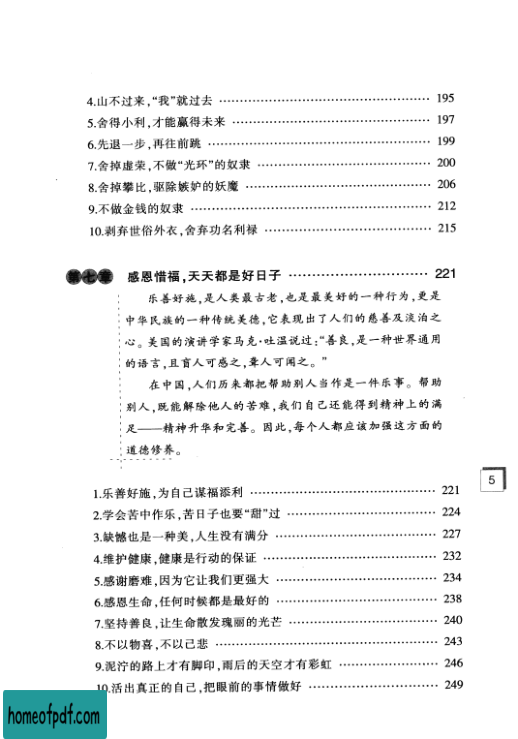 4.山不过来,“我”就过去 ………………………………………… 195
5.舍得小利,才能赢得未来 ……………………………………… 197
6.先退一步,再往前跳 …………………………………………… 199
7.舍掉虚荣,不做“光环”的奴隶 ………………………………… 200
8.舍掉攀比,驱除嫉妒的妖魔 …………………………………… 206
9.不做金钱的奴隶 ………………………………………………… 212
10.剥弃世俗外衣,舍弃功名利禄 ………………………………… 215
第七章 感恩惜福,天天都是好日子 ………………………… 221
乐善好施,是人类最古老,也是最美好的一种行为,更是
中华民族的一种传统美德,它表现出了人们的慈善及淡泊之
心。美国的演讲学家马克·吐温说过:“善良,是一种世界通用
的语言,且盲人可感之,聋人可闻之。”
在中国,人们历来都把帮助别人当作是一件乐事。帮助
别人,既能解除他人的苦难,我们自己还能得到精神上的满
足——精神升华和完善。因此,每个人都应该加强这方面的
道德修养。
5
1.乐善好施,为自己谋福添利 …………………………………… 221
2.学会苦中作乐,苦日子也要“甜”过 …………………………… 224
3.缺憾也是一种美,人生没有满分 ……………………………… 227
4.维护健康,健康是行动的保证 ………………………………… 232
5.感谢磨难,因为它让我们更强大 ……………………………… 234
6.感恩生命,任何时候都是最好的 ……………………………… 238
7.坚持善良,让生命散发瑰丽的光芒 …………………………… 240
8.不以物喜,不以己悲 …………………………………………… 243
9.泥泞的路上才有脚印,雨后的天空才有彩虹 ………………… 246
10.活出真正的自己,把眼前的事情做好 ……………………… 249
homeofpdf.com